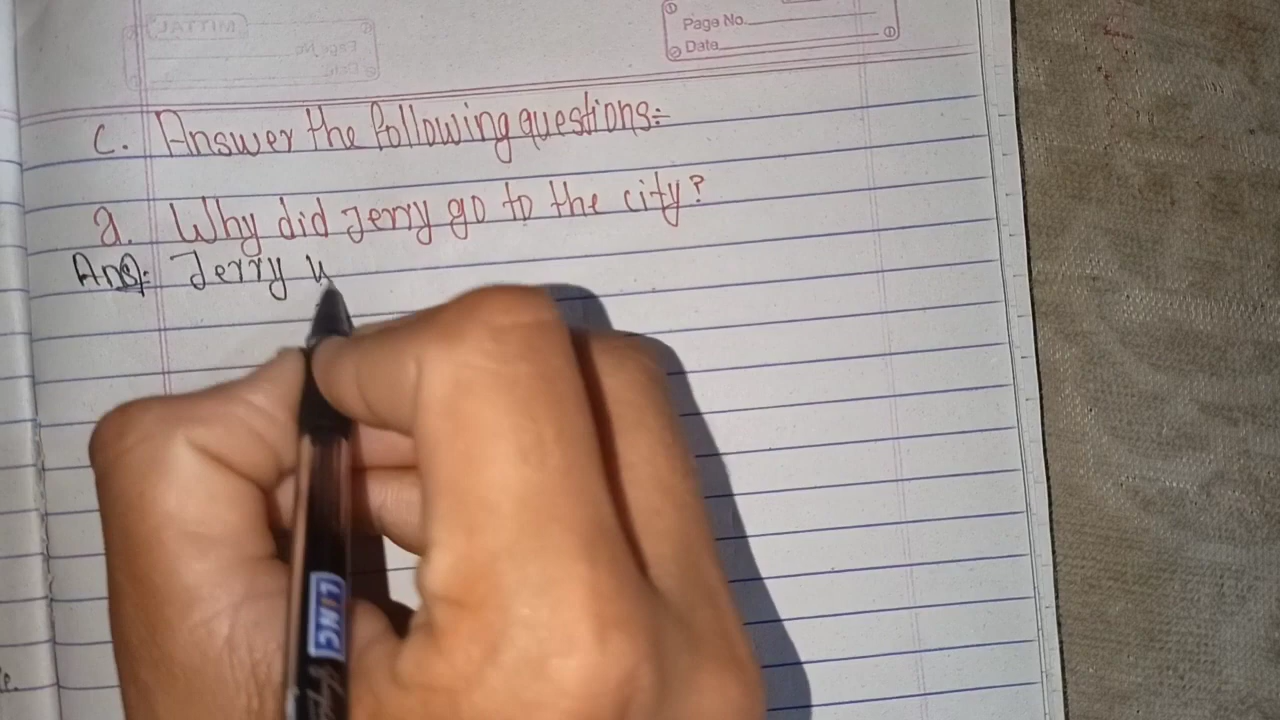 Page No.
Date
C. Answer the following questions:-
a. Why did Jerry go to the city?
Ans:- Jerry w
LINC